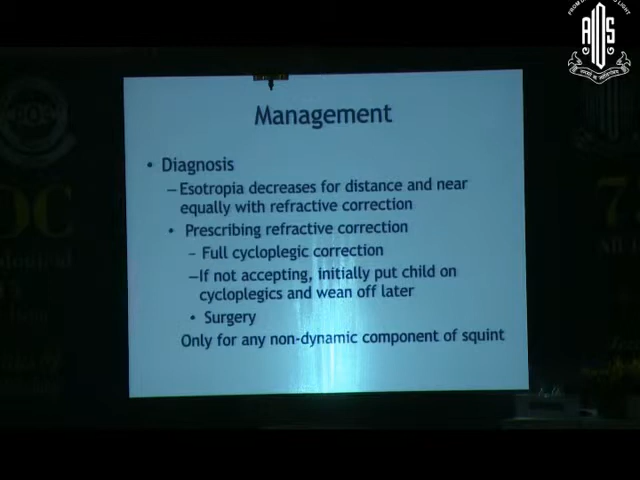 AIOS
Management
• Diagnosis
– Esotropia decreases for distance and near
equally with refractive correction
• Prescribing refractive correction
– Full cycloplegic correction
–If not accepting, initially put child on
cycloplegics and wean off later
• Surgery
Only for any non-dynamic component of squint